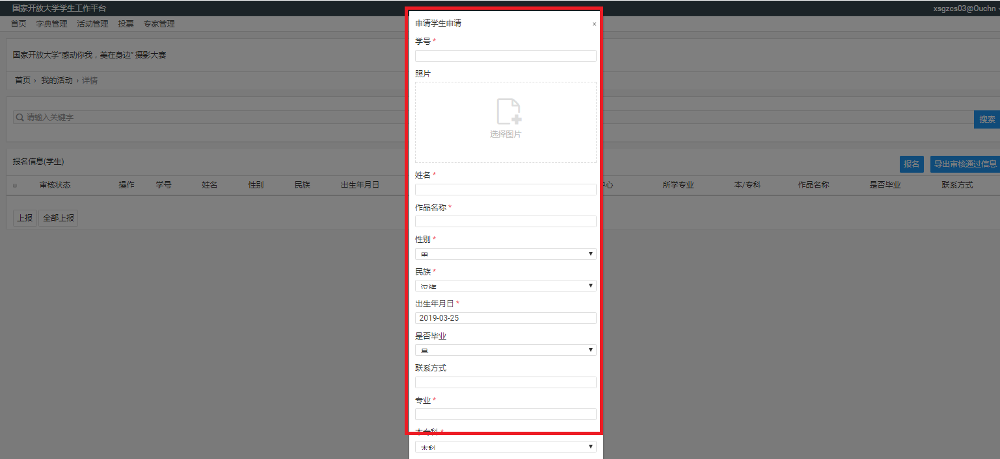 国家开放大学学生工作平台
xsgzcs03@Ouchn
首页 字典管理 活动管理 投票 专家管理
国家开放大学“感动你我，美在身边” 摄影大赛
首页 › 我的活动 › 详情
请输入关键字
搜索
报名信息(学生)
报名 导出审核通过信息
审核状态 操作 学号 姓名 性别 民族 出生年月日 中心 所学专业 本/专科 作品名称 是否毕业 联系方式
上报 全部上报
申请学生申请 ×
学号 *
照片
选择图片
姓名 *
作品名称 *
性别 *
男
民族 *
汉族
出生年月日 *
2019-03-25
是否毕业
是
联系方式
专业 *
本专科 *
本科